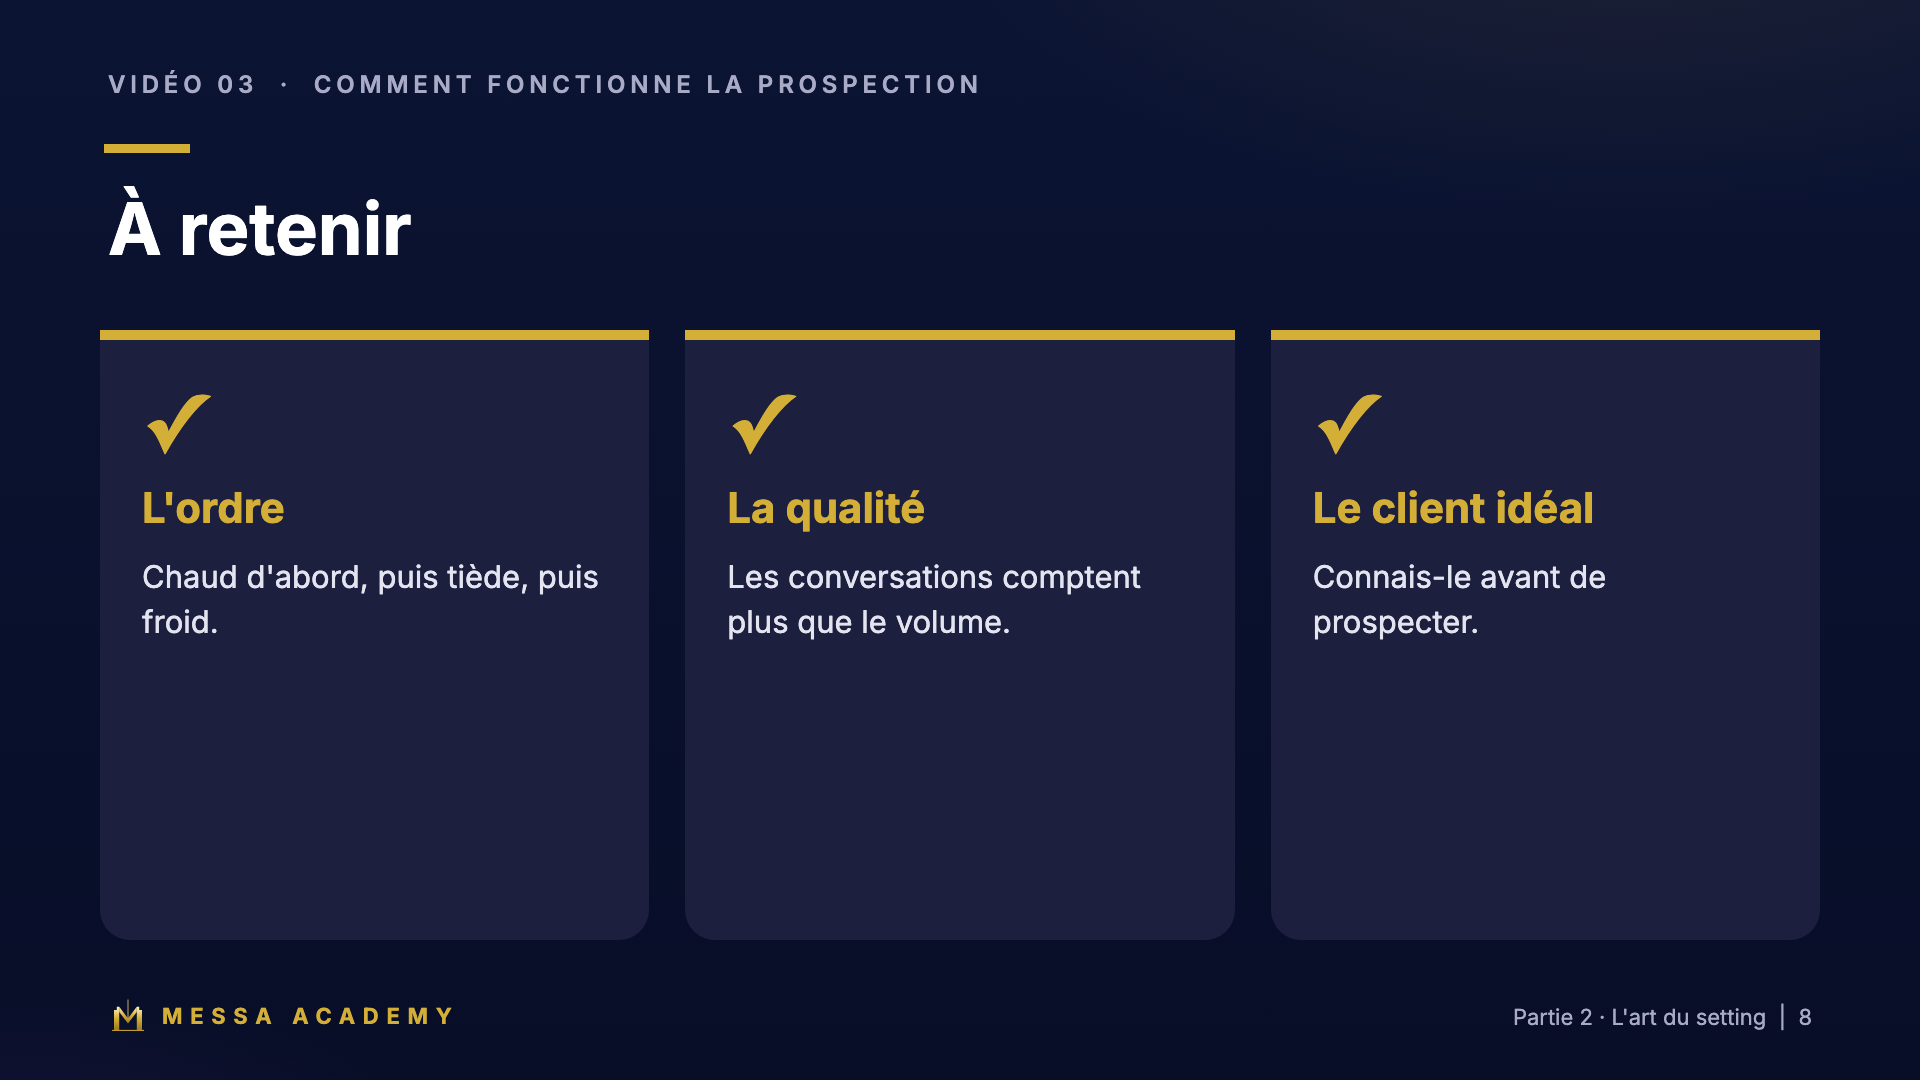 VIDÉO 03 · COMMENT FONCTIONNE LA PROSPECTION
À retenir
L'ordre
Chaud d'abord, puis tiède, puis
froid.
La qualité
Les conversations comptent
plus que le volume.
Le client idéal
Connais-le avant de
prospecter.
MESSA ACADEMY
Partie 2 · L'art du setting | 8